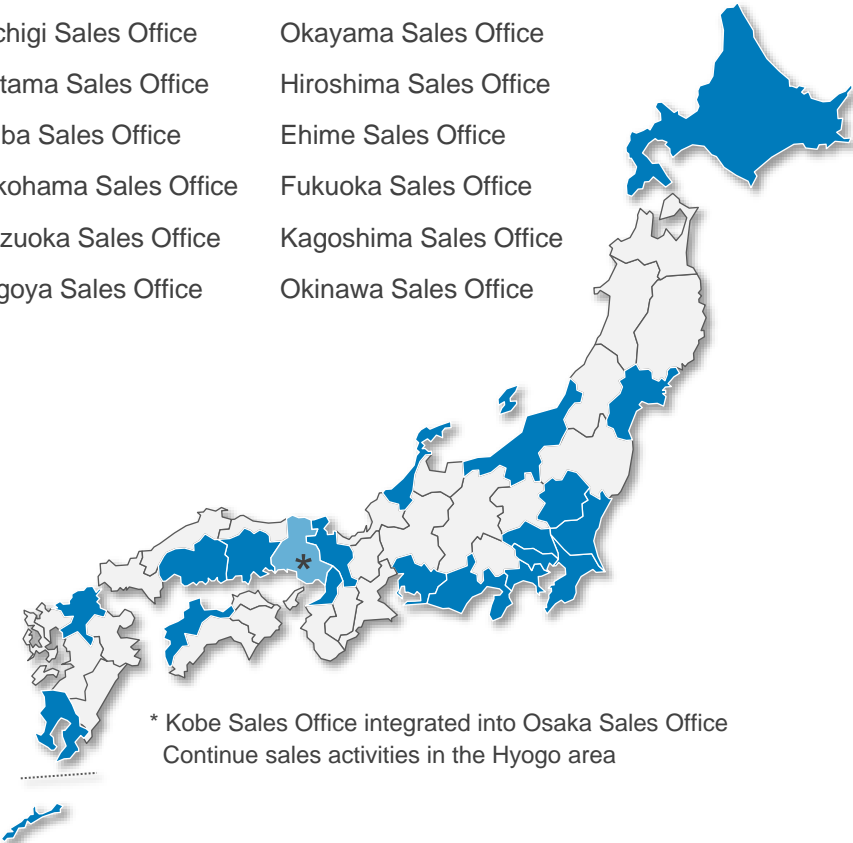 chigi Sales Office
tama Sales Office
ba Sales Office
kohama Sales Office
zuoka Sales Office
goya Sales Office
Okayama Sales Office
Hiroshima Sales Office
Ehime Sales Office
Fukuoka Sales Office
Kagoshima Sales Office
Okinawa Sales Office
*
* Kobe Sales Office integrated into Osaka Sales Office
Continue sales activities in the Hyogo area